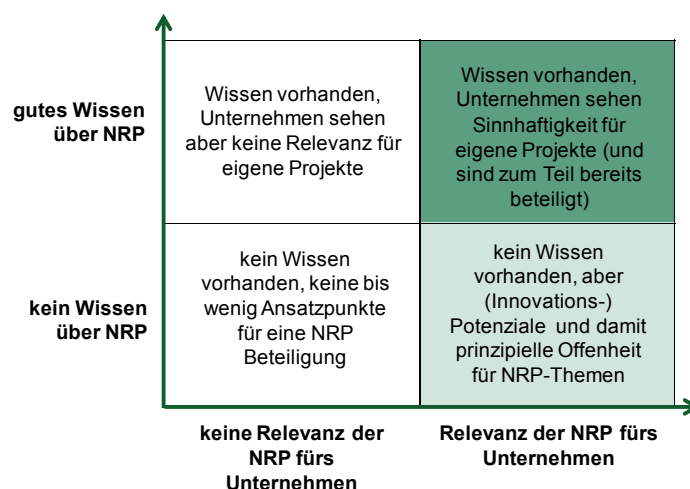 gutes Wissen
über NRP
Wissen vorhanden,
Unternehmen sehen
aber keine Relevanz für
eigene Projekte
Wissen vorhanden,
Unternehmen sehen
Sinnhaftigkeit für
eigene Projekte (und
sind zum Teil bereits
beteiligt)
kein Wissen
über NRP
kein Wissen
vorhanden, keine bis
wenig Ansatzpunkte
für eine NRP
Beteiligung
kein Wissen
vorhanden, aber
(Innovations-)
Potenziale und damit
prinzipielle Offenheit
für NRP-Themen
keine Relevanz der
NRP fürs
Unternehmen
Relevanz der NRP fürs
Unternehmen